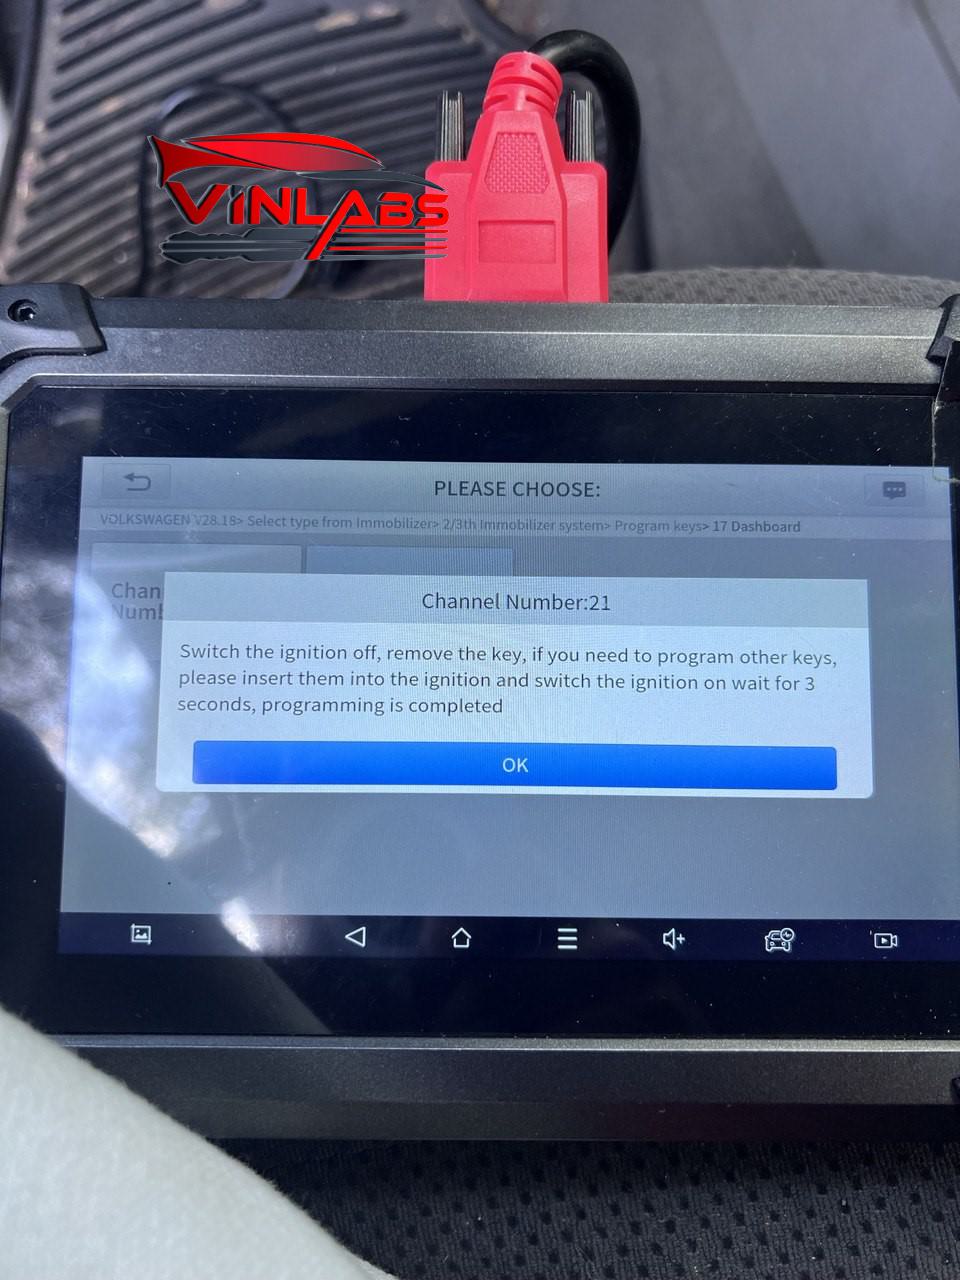 VINLABS
PLEASE CHOOSE:
VOLKSWAGEN V28.18> Select type from Immobilizer> 2/3th Immobilizer system> Program keys> 17 Dashboard
Chan
Numb
Channel Number:21
Switch the ignition off, remove the key, if you need to program other keys,
please insert them into the ignition and switch the ignition on wait for 3
seconds, programming is completed
OK